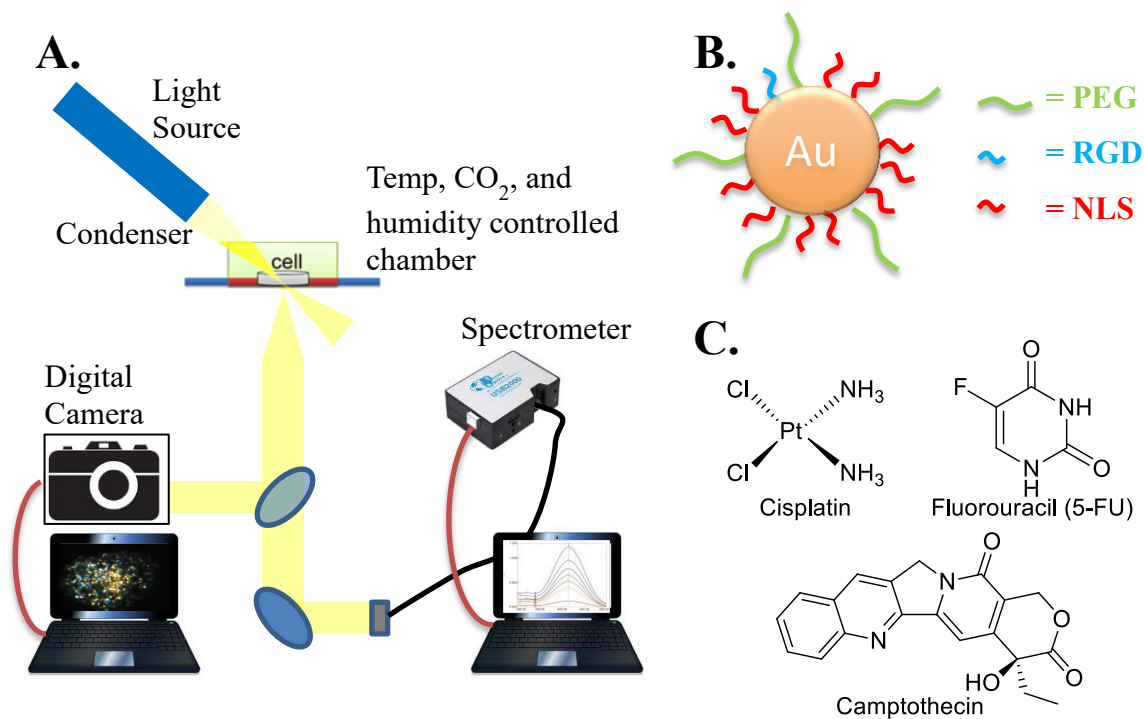 A.
Light
Source
Condenser
cell
Temp, CO2, and
humidity controlled
chamber
Digital
Camera
Spectrometer
USB2000
B.
Au
= PEG
= RGD
= NLS
C.
Cl
NH3
Pt
Cl
NH3
Cisplatin
O
F
NH
N
H
O
Fluorouracil (5-FU)
O
N
N
O
O
HO
Camptothecin